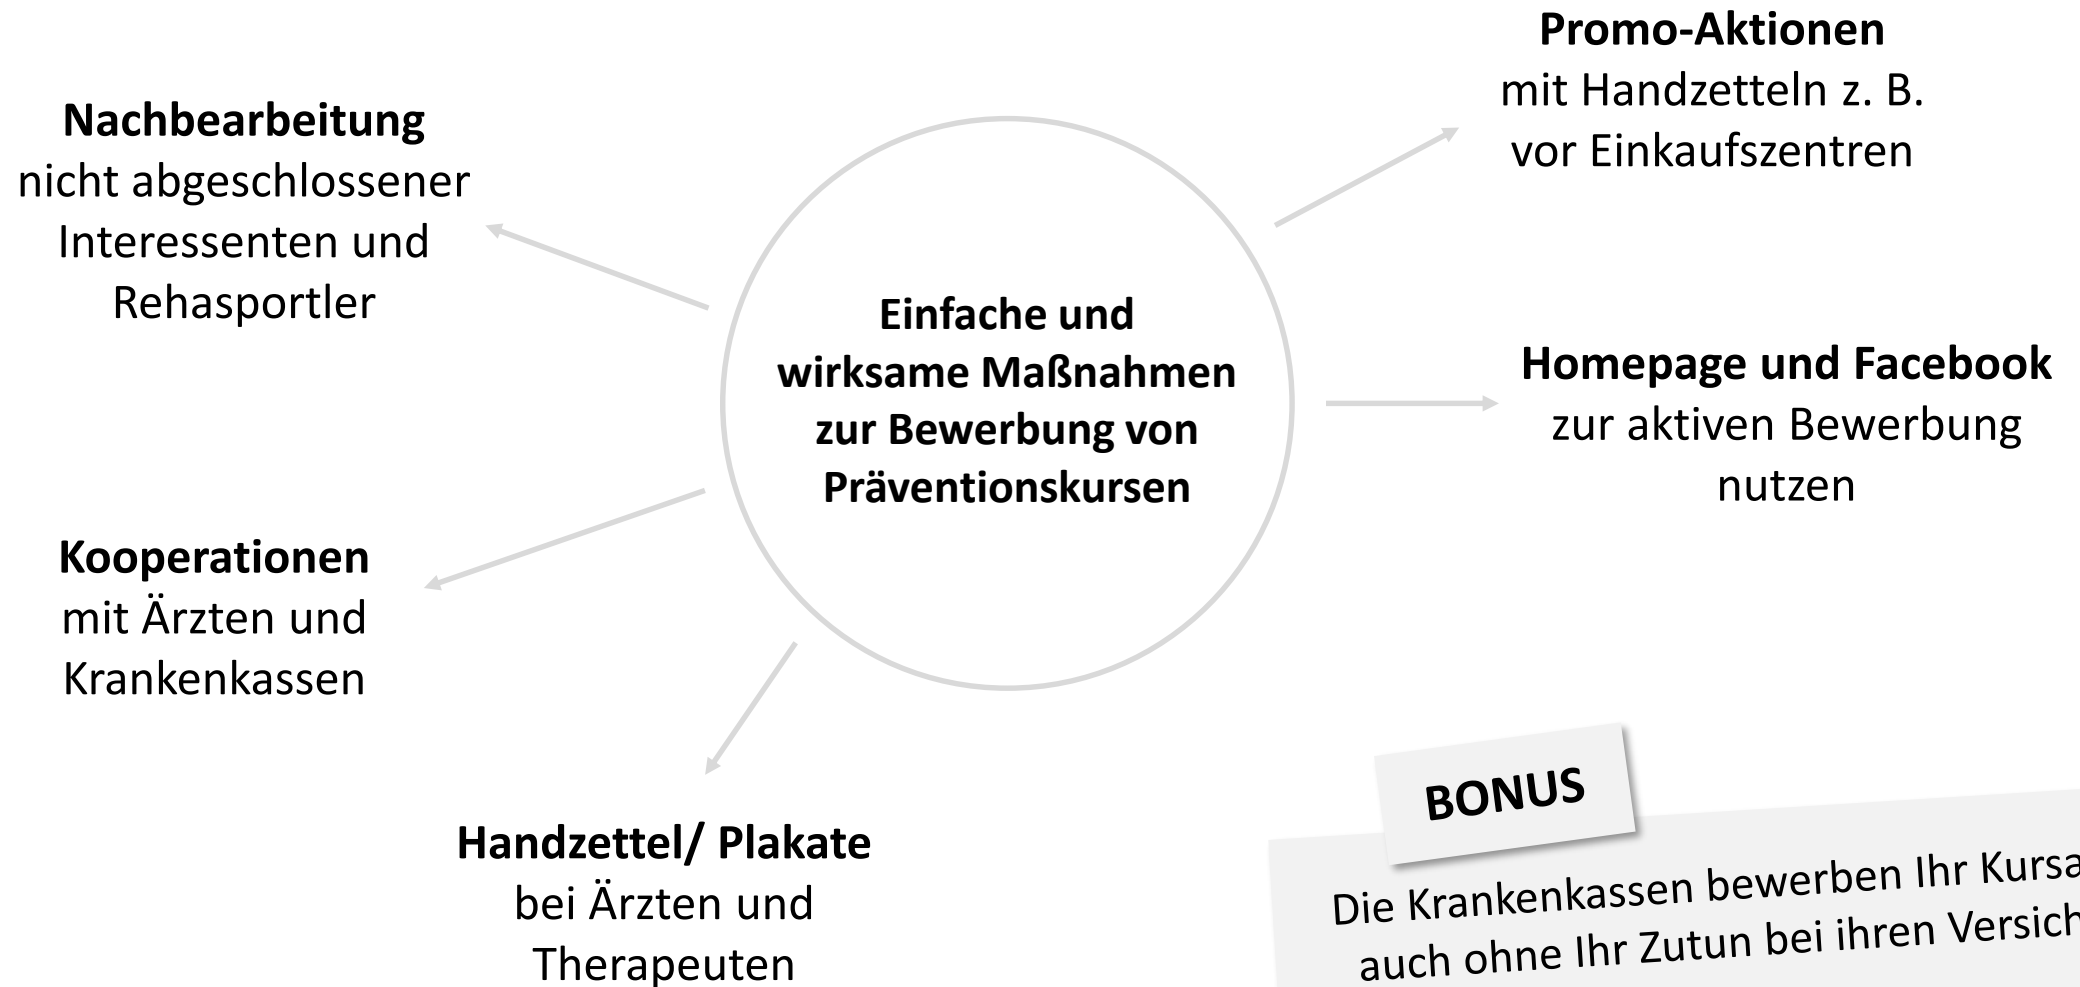 Promo-Aktionen
mit Handzetteln z. B.
vor Einkaufszentren
Nachbearbeitung
nicht abgeschlossener
Interessenten und
Rehasportler
Einfache und
wirksame Maßnahmen
zur Bewerbung von
Präventionskursen
Homepage und Facebook
zur aktiven Bewerbung
nutzen
Kooperationen
mit Ärzten und
Krankenkassen
Handzettel/ Plakate
bei Ärzten und
Therapeuten
BONUS
Die Krankenkassen bewerben Ihr
auch ohne Ihr Zutun bei ihren